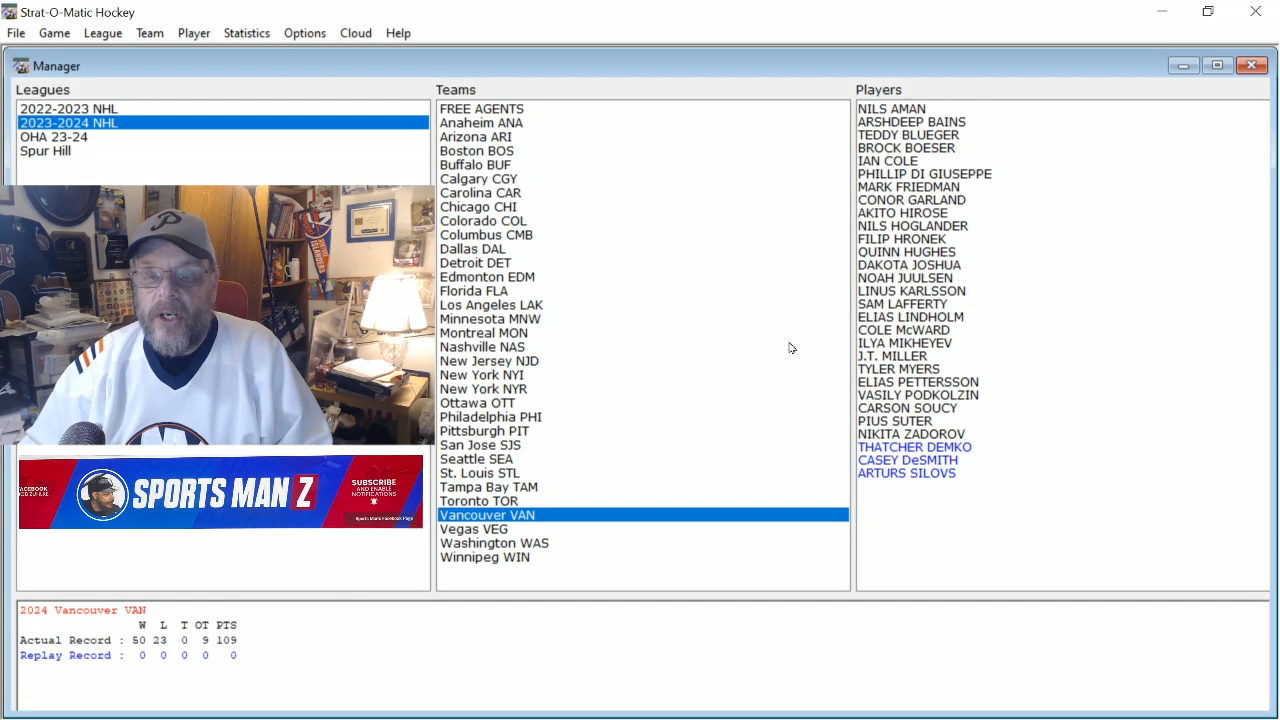 Strat-O-Matic Hockey
File Game League Team Player Statistics Options Cloud Help
Manager
Leagues
2022-2023 NHL
2023-2024 NHL
OHA 23-24
Spur Hill
Teams
FREE AGENTS
Anaheim ANA
Arizona ARI
Boston BOS
Buffalo BUF
Calgary CGY
Carolina CAR
Chicago CHI
Colorado COL
Columbus CMB
Dallas DAL
Detroit DET
Edmonton EDM
Florida FLA
Los Angeles LAK
Minnesota MNW
Montreal MON
Nashville NAS
New Jersey NJD
New York NYI
New York NYR
Ottawa OTT
Philadelphia PHI
Pittsburgh PIT
San Jose SJS
Seattle SEA
St. Louis STL
Tampa Bay TAM
Toronto TOR
Vancouver VAN
Vegas VEG
Washington WAS
Winnipeg WIN
Players
NILS AMAN
ARSHDEEP BAINS
TEDDY BLUEGER
BROCK BOESER
IAN COLE
PHILLIP DI GIUSEPPE
MARK FRIEDMAN
CONOR GARLAND
AKITO HIROSE
NILS HOGLANDER
FILIP HRONEK
QUINN HUGHES
DAKOTA JOSHUA
NOAH JUULSEN
LINUS KARLSSON
SAM LAFFERTY
ELIAS LINDHOLM
COLE McWARD
ILYA MIKHEYEV
J.T. MILLER
TYLER MYERS
ELIAS PETTERSSON
VASILY PODKOLZIN
CARSON SOUCY
PIUS SUTER
NIKITA ZADOROV
THATCHER DEMKO
CASEY DeSMITH
ARTURS SILOVS
P
SPORTS MAN Z
SUBSCRIBE
AND ENABLE
NOTIFICATIONS
Sports Man's Facebook Page
2024 Vancouver VAN
W L T OT PTS
Actual Record : 50 23 0 9 109
Replay Record : 0 0 0 0 0